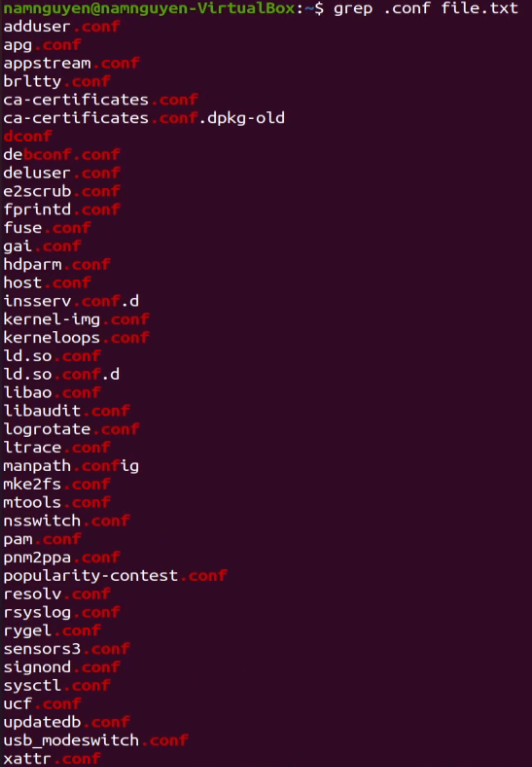 namnguyen@namnguyen-VirtualBox:~$ grep .conf file.txt
adduser.conf
apg.conf
appstream.conf
brltty.conf
ca-certificates.conf
ca-certificates.conf.dpkg-old
dconf
debconf.conf
deluser.conf
e2scrub.conf
fprintd.conf
fuse.conf
gai.conf
hdparm.conf
host.conf
insserv.conf.d
kernel-img.conf
kerneloops.conf
ld.so.conf
ld.so.conf.d
libao.conf
libaudit.conf
logrotate.conf
ltrace.conf
manpath.config
mke2fs.conf
mtools.conf
nsswitch.conf
pam.conf
pnm2ppa.conf
popularity-contest.conf
resolv.conf
rsyslog.conf
rygel.conf
sensors3.conf
signond.conf
sysctl.conf
ucf.conf
updatedb.conf
usb_modeswitch.conf
xattr.conf